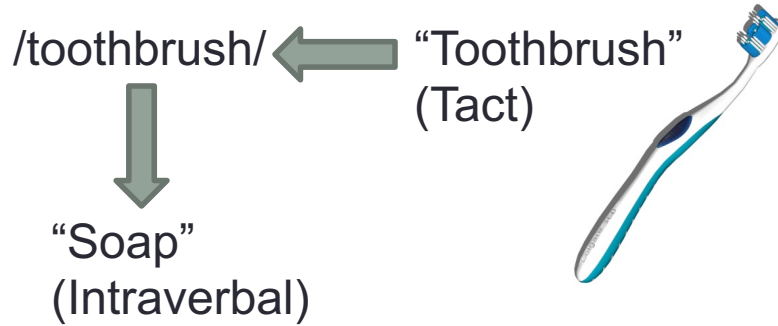 /toothbrush/
“Toothbrush”
(Tact)
“Soap”
(Intraverbal)